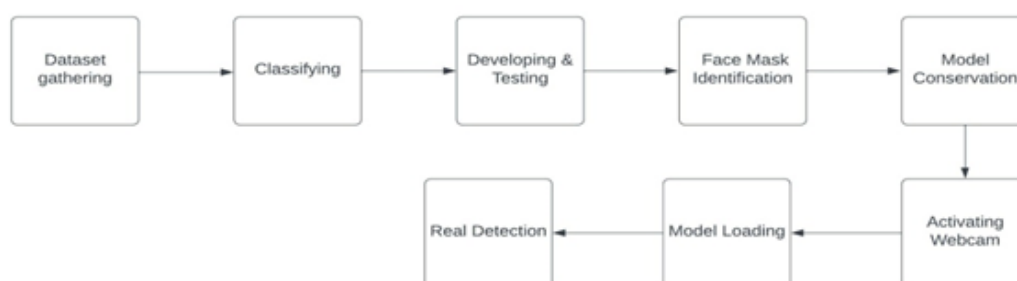 Dataset
gathering
Classifying
Developing &
Testing
Face Mask
Identification
Model
Conservation
Activating
Webcam
Model Loading
Real Detection